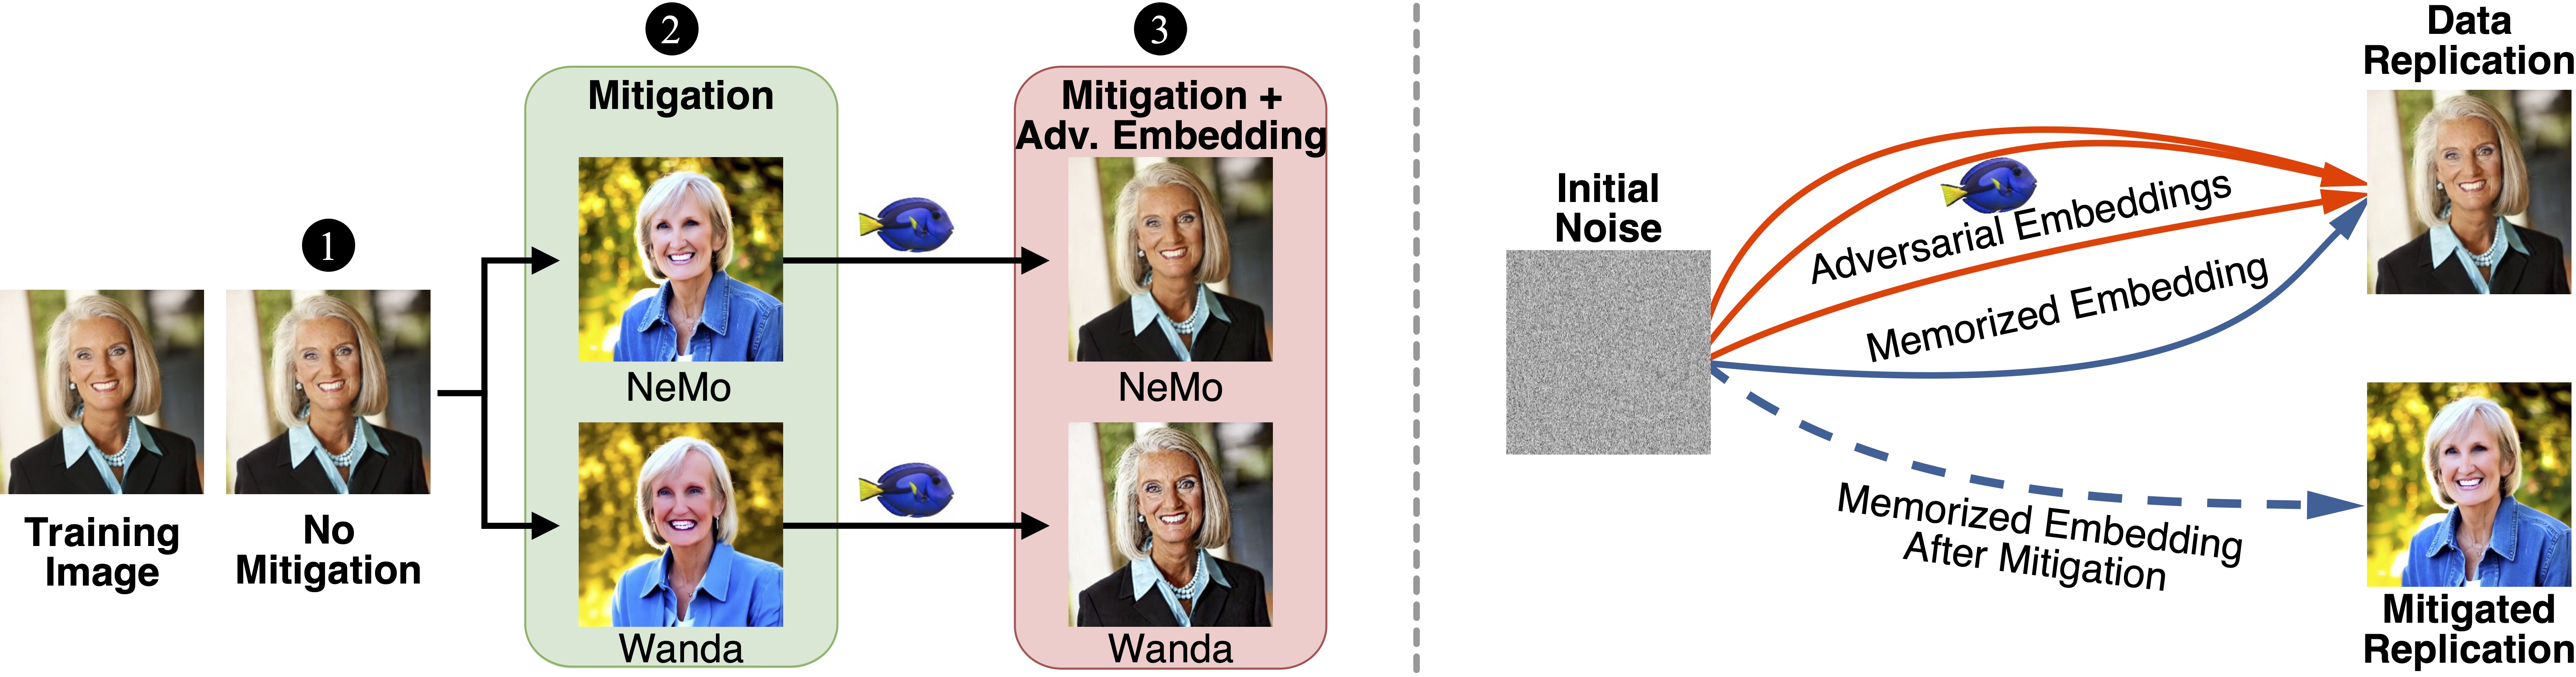 1
Training
Image
No
Mitigation
2
Mitigation
NeMo
Wanda
3
Mitigation +
Adv. Embedding
NeMo
Wanda
Initial
Noise
Adversarial Embeddings
Memorized Embedding
Memorized Embedding
After Mitigation
Data
Replication
Mitigated
Replication